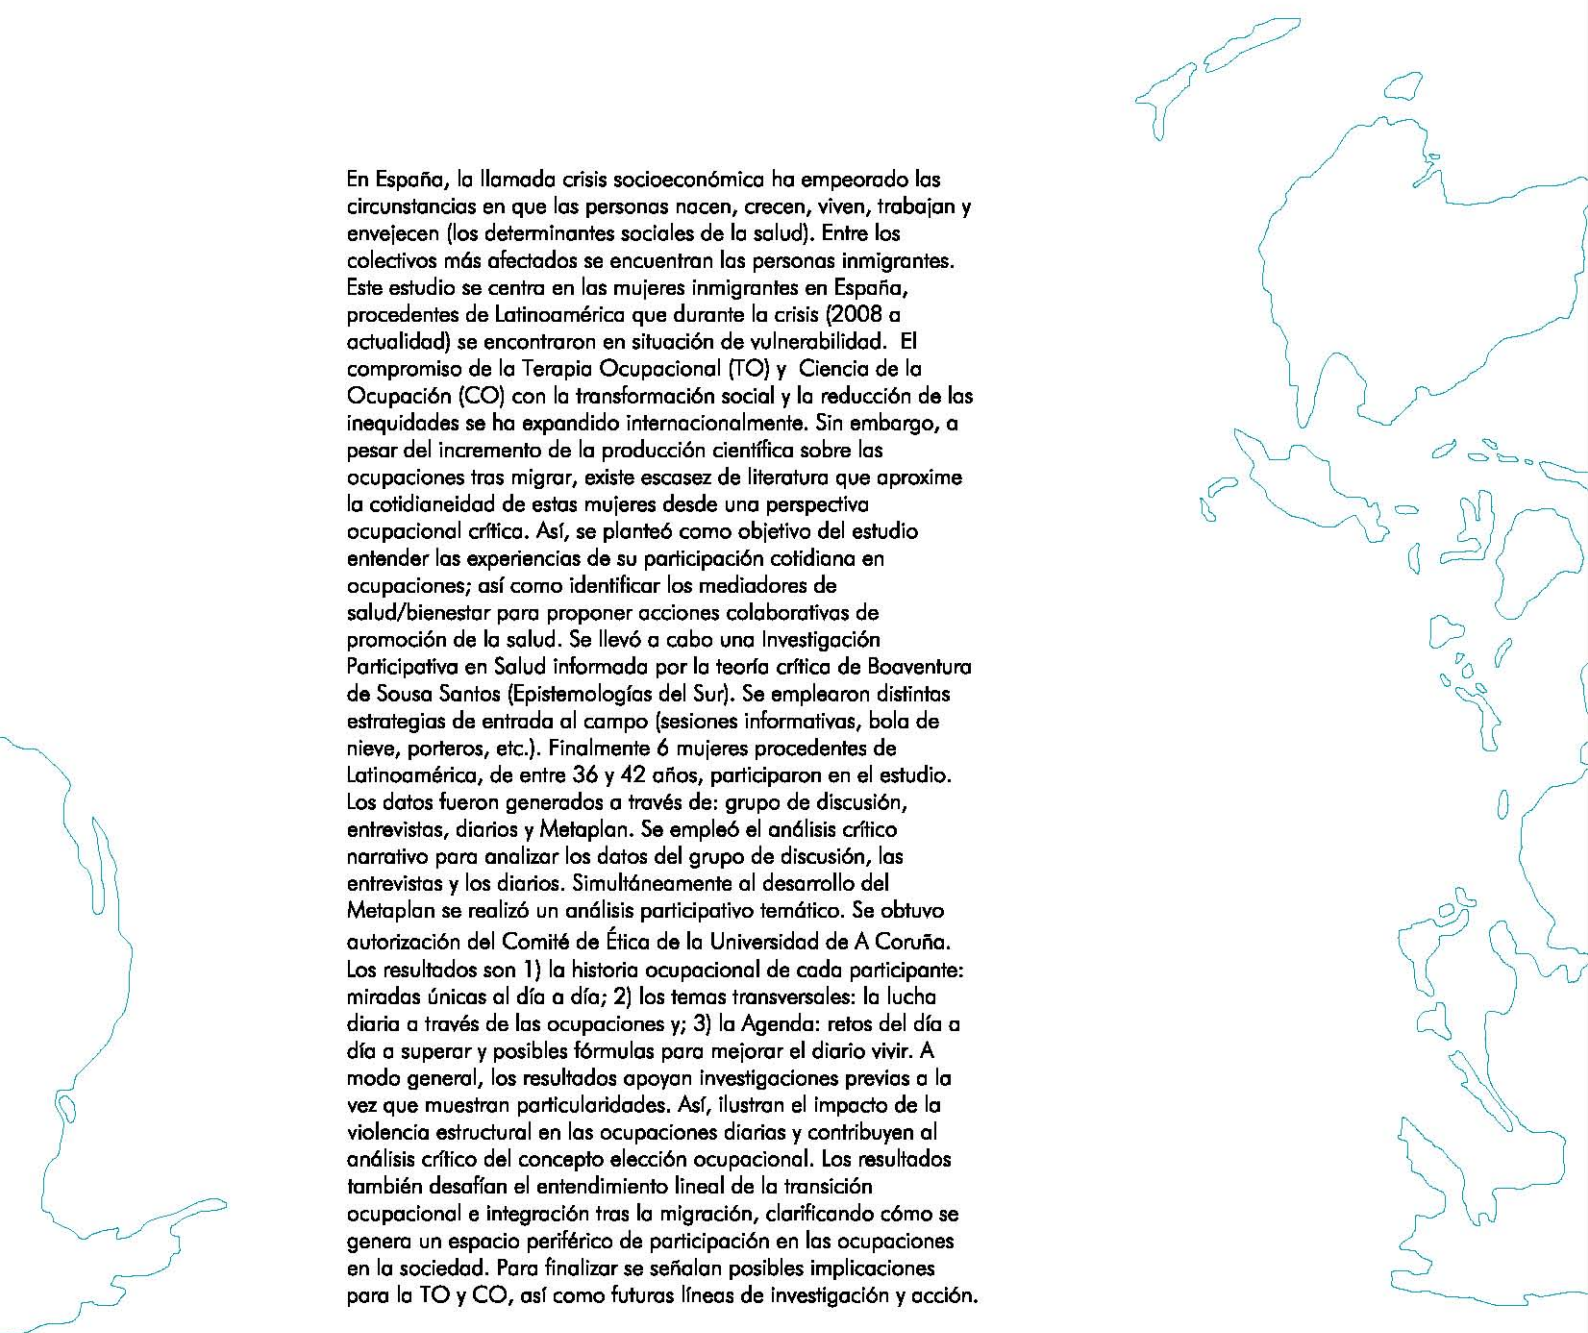 En España, la llamada crisis socioeconómica ha empeorado las
circunstancias en que las personas nacen, crecen, viven, trabajan y
envejecen (los determinantes sociales de la salud). Entre los
colectivos más afectados se encuentran las personas inmigrantes.
Este estudio se centra en las mujeres inmigrantes en España,
procedentes de Latinoamérica que durante la crisis (2008 a
actualidad) se encontraron en situación de vulnerabilidad.  El
compromiso de la Terapia Ocupacional (TO) y  Ciencia de la
Ocupación (CO) con la transformación social y la reducción de las
inequidades se ha expandido internacionalmente. Sin embargo, a
pesar del incremento de la producción científica sobre las
ocupaciones tras migrar, existe escasez de literatura que aproxime
la cotidianeidad de estas mujeres desde una perspectiva
ocupacional crítica. Así, se planteó como objetivo del estudio
entender las experiencias de su participación cotidiana en
ocupaciones; así como identificar los mediadores de
salud/bienestar para proponer acciones colaborativas de
promoción de la salud. Se llevó a cabo una Investigación
Participativa en Salud informada por la teoría crítica de Boaventura
de Sousa Santos (Epistemologías del Sur). Se emplearon distintas
estrategias de entrada al campo (sesiones informativas, bola de
nieve, porteros, etc.). Finalmente 6 mujeres procedentes de
Latinoamérica, de entre 36 y 42 años, participaron en el estudio.
Los datos fueron generados a través de: grupo de discusión,
entrevistas, diarios y Metaplan. Se empleó el análisis crítico
narrativo para analizar los datos del grupo de discusión, las
entrevistas y los diarios. Simultáneamente al desarrollo del
Metaplan se realizó un análisis participativo temático. Se obtuvo
autorización del Comité de Ética de la Universidad de A Coruña.
Los resultados son 1) la historia ocupacional de cada participante:
miradas únicas al día a día; 2) los temas transversales: la lucha
diaria a través de las ocupaciones y; 3) la Agenda: retos del día a
día a superar y posibles fórmulas para mejorar el diario vivir. A
modo general, los resultados apoyan investigaciones previas a la
vez que muestran particularidades. Así, ilustran el impacto de la
violencia estructural en las ocupaciones diarias y contribuyen al
análisis crítico del concepto elección ocupacional. Los resultados
también desafían el entendimiento lineal de la transición
ocupacional e integración tras la migración, clarificando cómo se
genera un espacio periférico de participación en las ocupaciones
en la sociedad. Para finalizar se señalan posibles implicaciones
para la TO y CO, así como futuras líneas de investigación y acción.